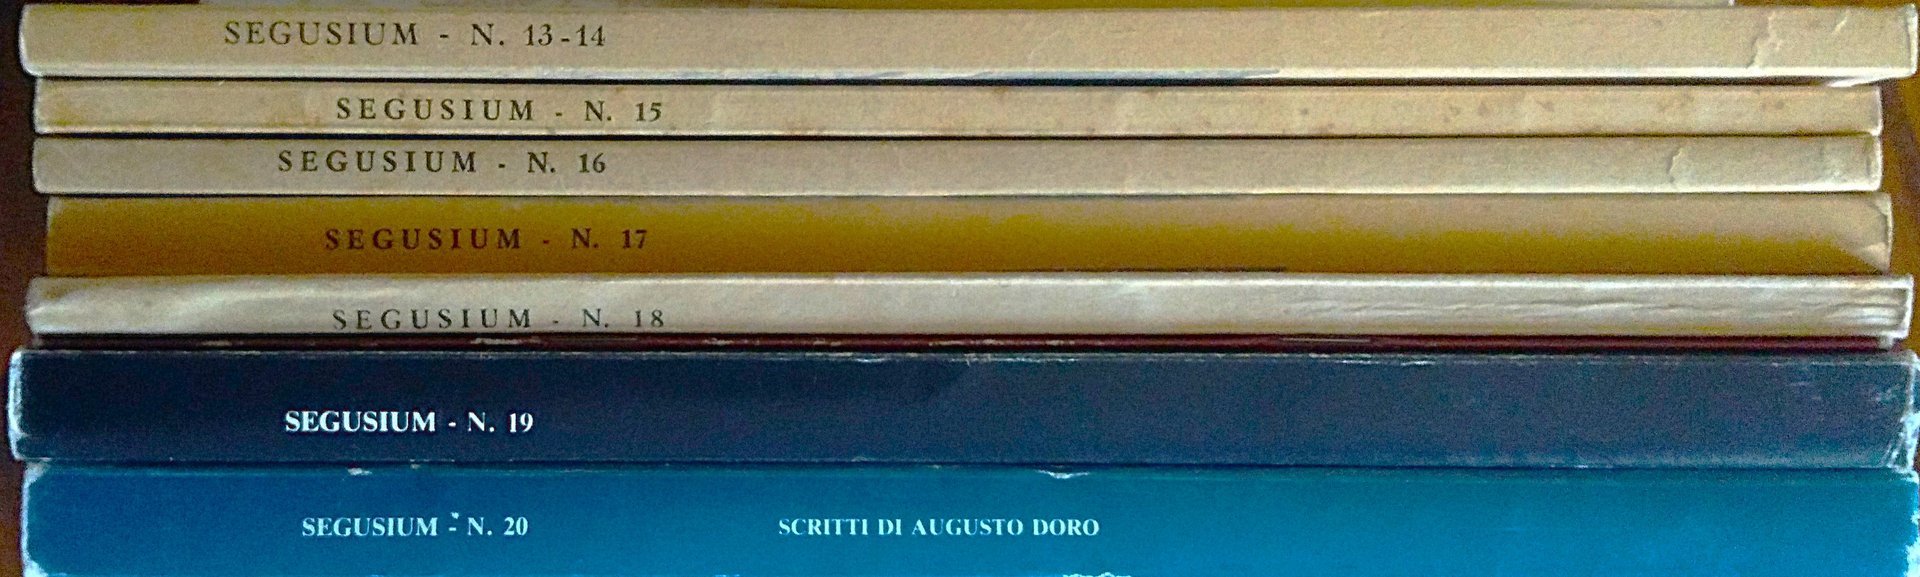 SEGUSIUM - N. 13-14
SEGUSIUM - N. 15
SEGUSIUM - N. 16
SEGUSIUM - N. 17
SEGUSIUM - N. 18
SEGUSIUM - N. 19
SEGUSIUM - N. 20 SCRITTI DI AUGUSTO DORO